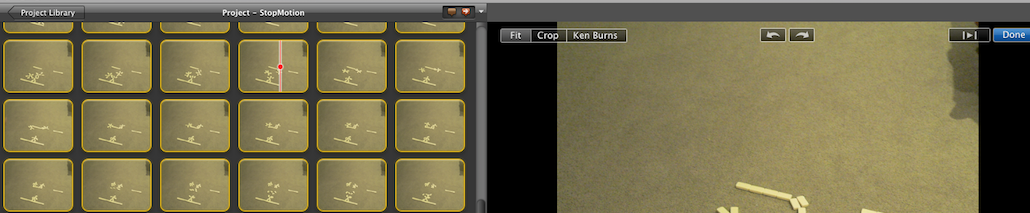 Project Library
Project – StopMotion
Fit Crop Ken Burns
Done